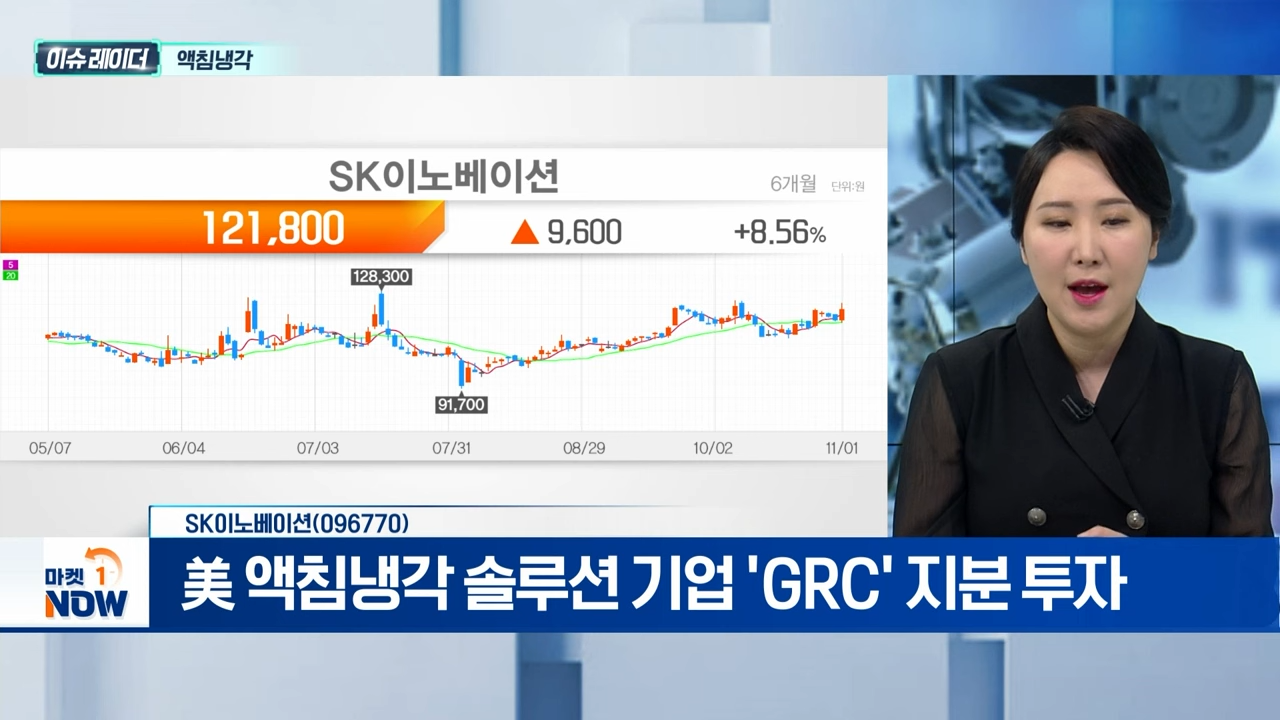 이슈 레이더 액침냉각
SK이노베이션
6개월 단위:원
121,800 ▲ 9,600 +8.56%
5
20
128,300
91,700
05/07 06/04 07/03 07/31 08/29 10/02 11/01
SK이노베이션(096770)
마켓 1
NOW
美 액침냉각 솔루션 기업 'GRC' 지분 투자